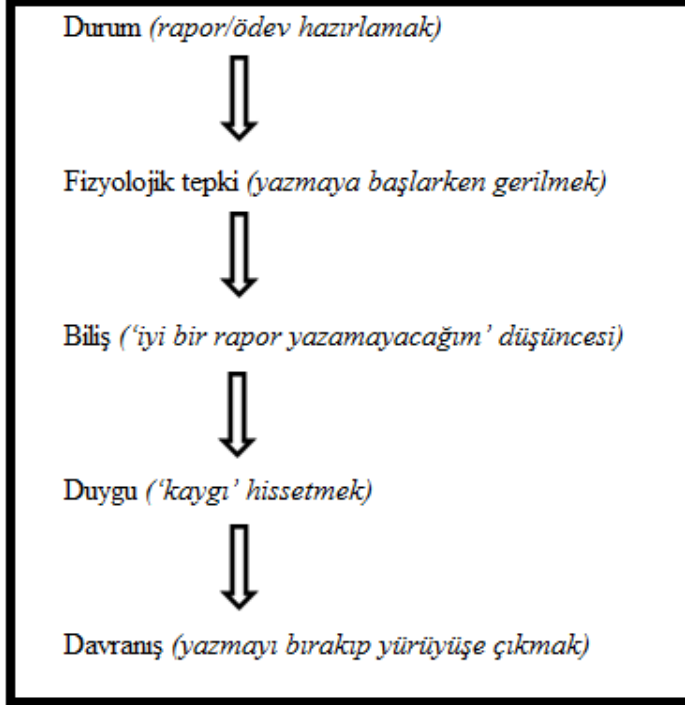 Durum (rapor/ödev hazırlamak)
Fizyolojik tepki (yazmaya başlarken gerilmek)
Biliş (‘iyi bir rapor yazamayacağım’ düşüncesi)
Duygu (‘kaygı’ hissetmek)
Davranış (yazmayı bırakıp yürüyüşe çıkmak)